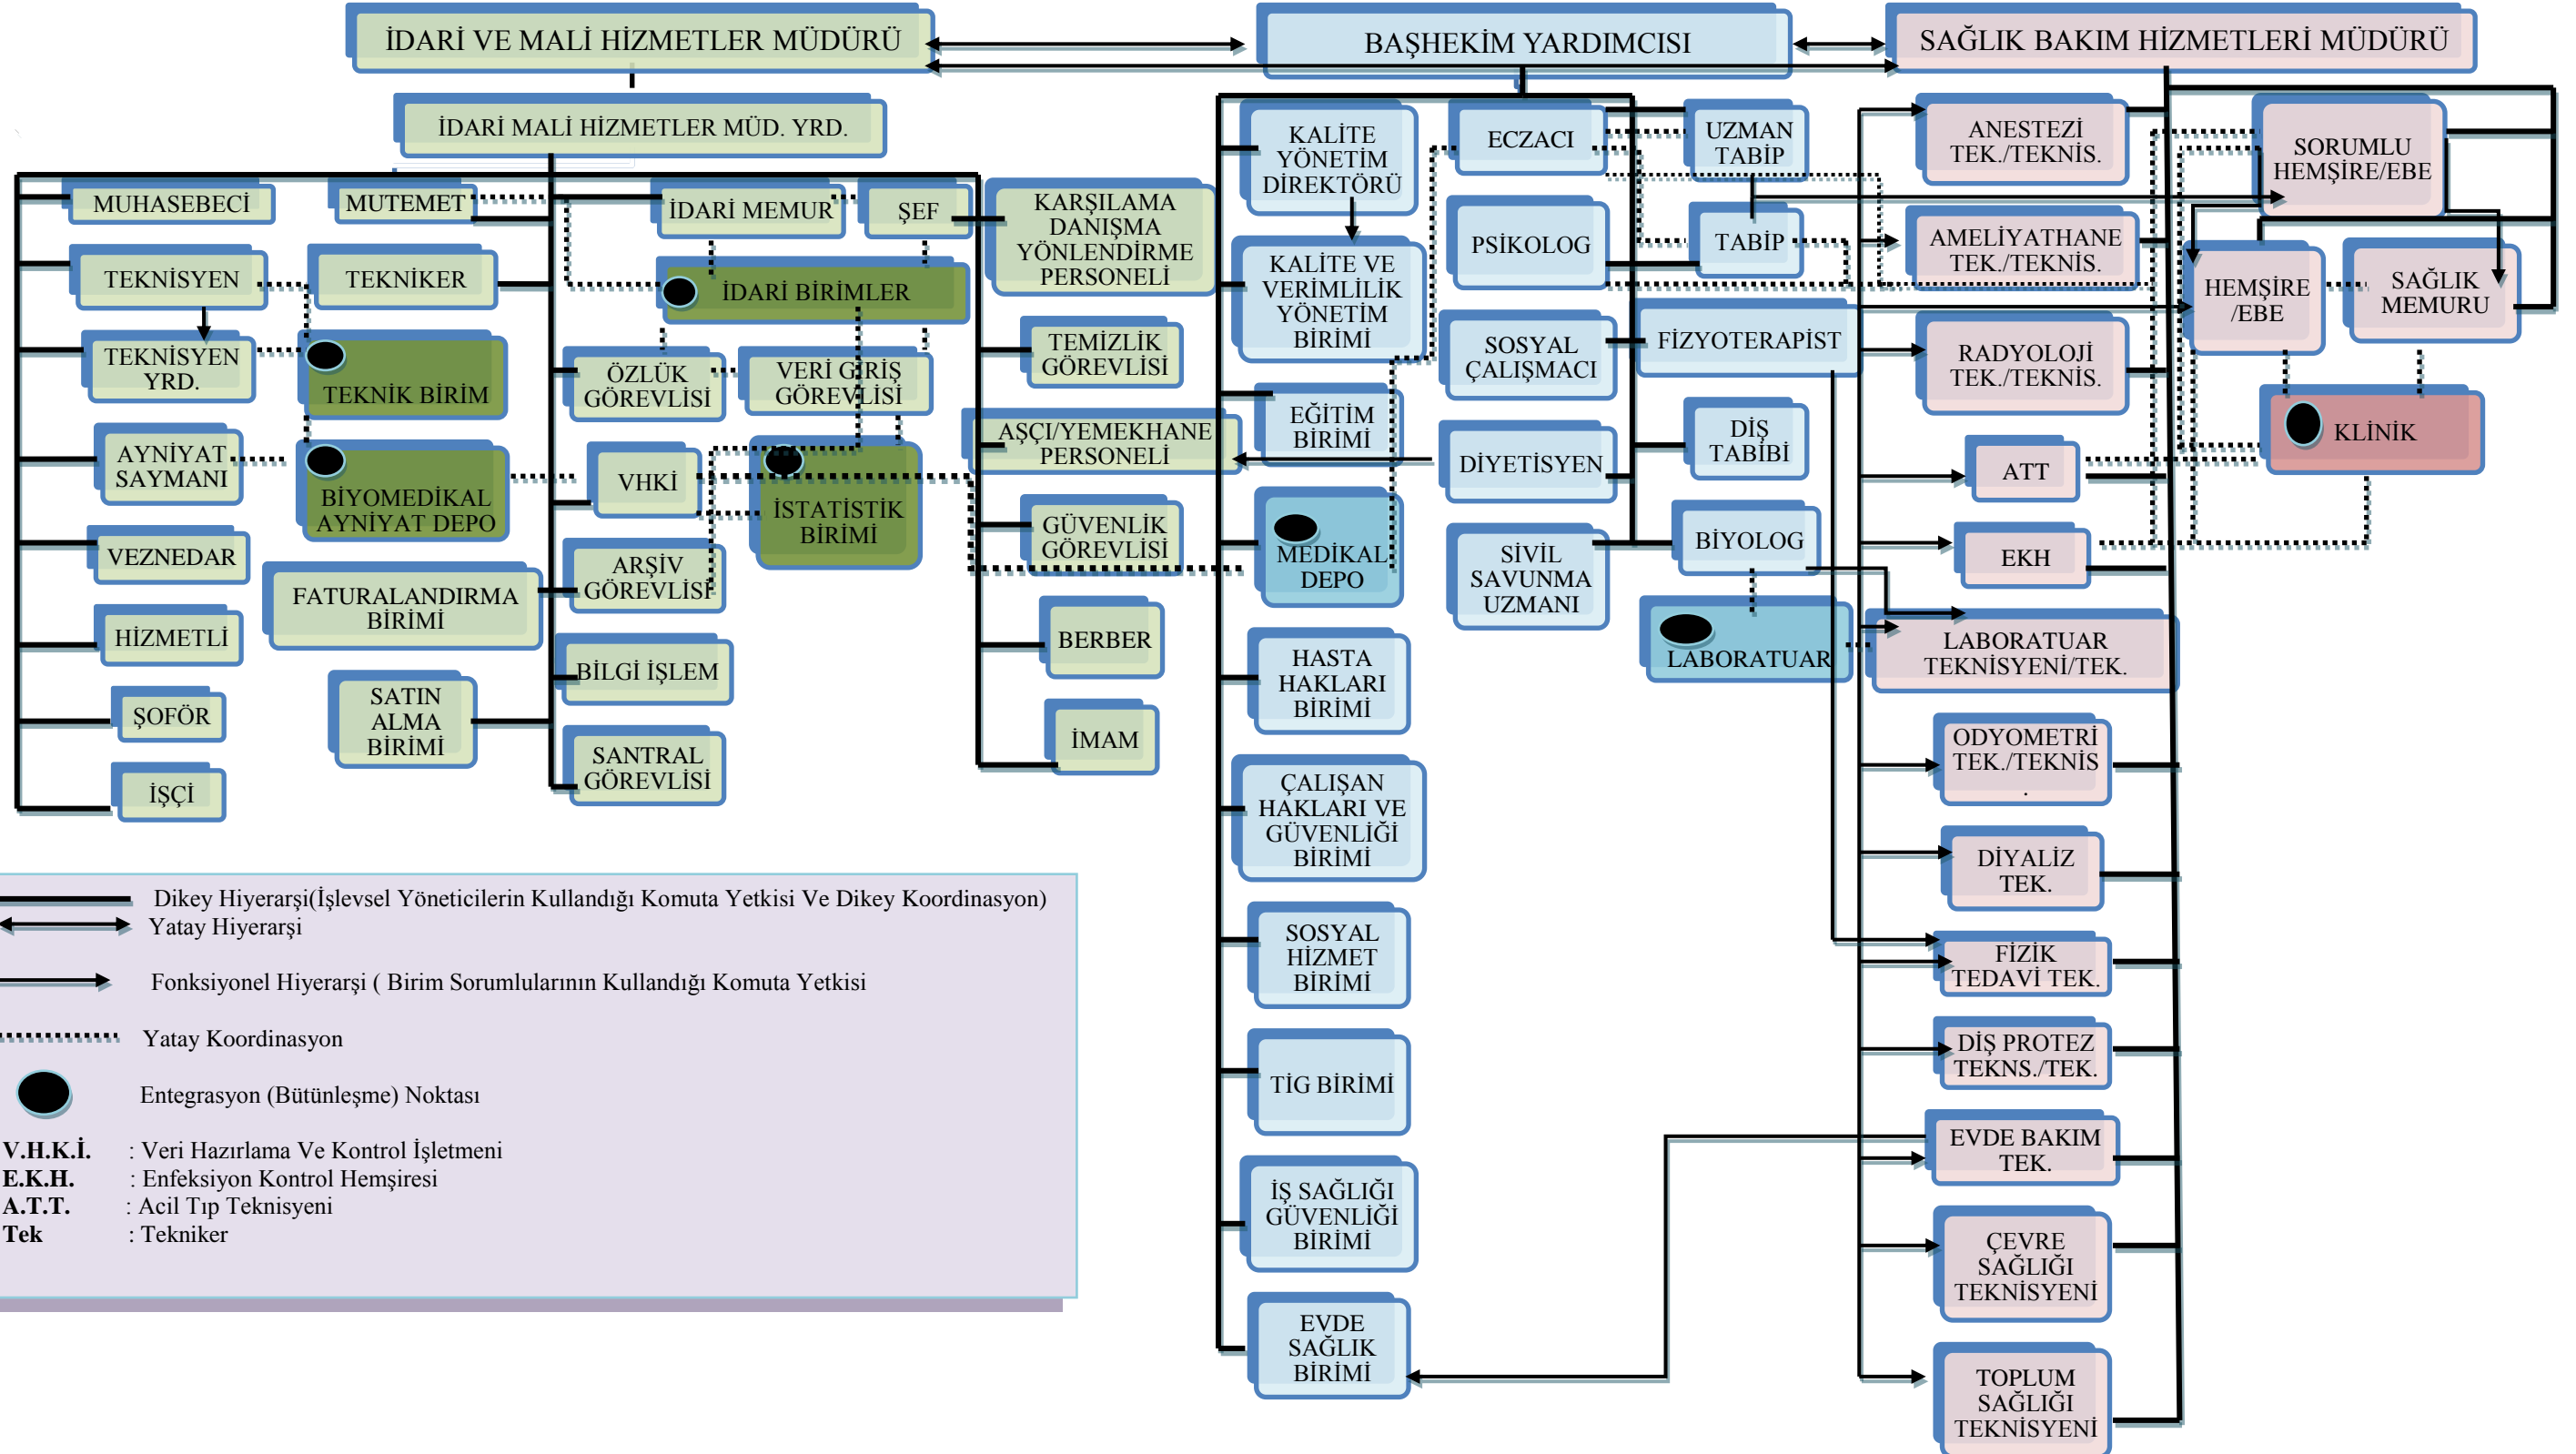 İDARİ VE MALİ HİZMETLER MÜDÜRÜ
BAŞHEKİM YARDIMCISI
SAĞLIK BAKIM HİZMETLERİ MÜDÜRÜ
İDARİ MALİ HİZMETLER MÜD. YRD.
MUHASEBECİ
MUTEMET
İDARİ MEMUR
ŞEF
TEKNİSYEN
TEKNİKER
İDARİ BİRİMLER
TEKNİSYEN
YRD.
TEKNİK BİRİM
ÖZLÜK
GÖREVLİSİ
VERİ GİRİŞ
GÖREVLİSİ
AYNİYAT
SAYMANI
BİYOMEDİKAL
AYNİYAT DEPO
VHKİ
İSTATİSTİK
BİRİMİ
VEZNEDAR
FATURALANDIRMA
BİRİMİ
ARŞİV
GÖREVLİSİ
HİZMETLİ
SATIN
ALMA
BİRİMİ
BİLGİ İŞLEM
ŞOFÖR
SANTRAL
GÖREVLİSİ
İŞÇİ
KARŞILAMA
DANIŞMA
YÖNLENDİRME
PERSONELİ
TEMİZLİK
GÖREVLİSİ
AŞÇI/YEMEKHANE
PERSONELİ
GÜVENLİK
GÖREVLİSİ
BERBER
İMAM
KALİTE
YÖNETİM
DİREKTÖRÜ
KALİTE VE
VERİMLİLİK
YÖNETİM
BİRİMİ
EĞİTİM
BİRİMİ
MEDİKAL
DEPO
HASTA
HAKLARI
BİRİMİ
ÇALIŞAN
HAKLARI VE
GÜVENLİĞİ
BİRİMİ
SOSYAL
HİZMET
BİRİMİ
TİG BİRİMİ
İŞ SAĞLIĞI
GÜVENLİĞİ
BİRİMİ
EVDE
SAĞLIK
BİRİMİ
ECZACI
PSİKOLOG
SOSYAL
ÇALIŞMACI
DİYETİSYEN
SİVİL
SAVUNMA
UZMANI
UZMAN
TABİP
TABİP
FİZYOTERAPİST
DİŞ
TABİBİ
BİYOLOG
LABORATUAR
ANESTEZİ
TEK./TEKNİS.
AMELİYATHANE
TEK./TEKNİS.
RADYOLOJİ
TEK./TEKNİS.
ATT
EKH
LABORATUAR
TEKNİSYENİ/TEK.
ODYOMETRİ
TEK./TEKNİS
.
DİYALİZ
TEK.
FİZİK
TEDAVİ TEK.
DİŞ PROTEZ
TEKNS./TEK.
EVDE BAKIM
TEK.
ÇEVRE
SAĞLIĞI
TEKNİSYENİ
TOPLUM
SAĞLIĞI
TEKNİSYENİ
SORUMLU
HEMŞİRE/EBE
HEMŞİRE
/EBE
SAĞLIK
MEMURU
KLİNİK
Dikey Hiyerarşi(İşlevsel Yöneticilerin Kullandığı Komuta Yetkisi Ve Dikey Koordinasyon)
Yatay Hiyerarşi
Fonksiyonel Hiyerarşi ( Birim Sorumlularının Kullandığı Komuta Yetkisi
Yatay Koordinasyon
Entegrasyon (Bütünleşme) Noktası
V.H.K.İ. : Veri Hazırlama Ve Kontrol İşletmeni
E.K.H. : Enfeksiyon Kontrol Hemşiresi
A.T.T. : Acil Tıp Teknisyeni
Tek : Tekniker